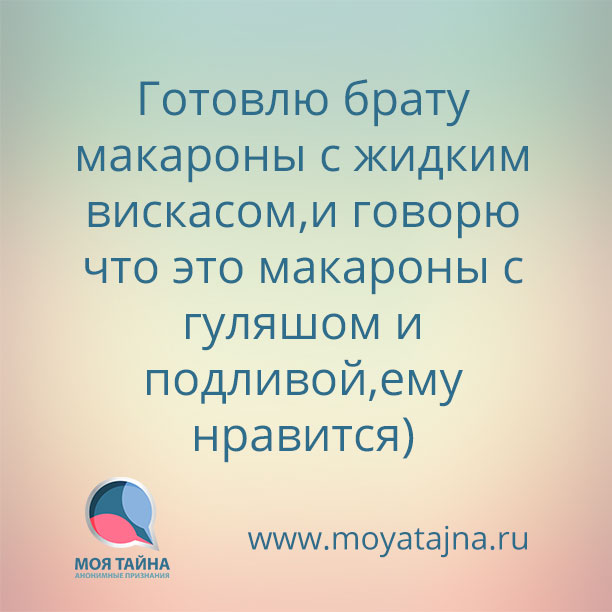 Готовлю брату
макароны с жидким
вискасом,и говорю
что это макароны с
гуляшом и
подливой,ему
нравится)
МОЯ ТАЙНА
АНОНИМНЫЕ ПРИЗНАНИЯ
www.moyatajna.ru